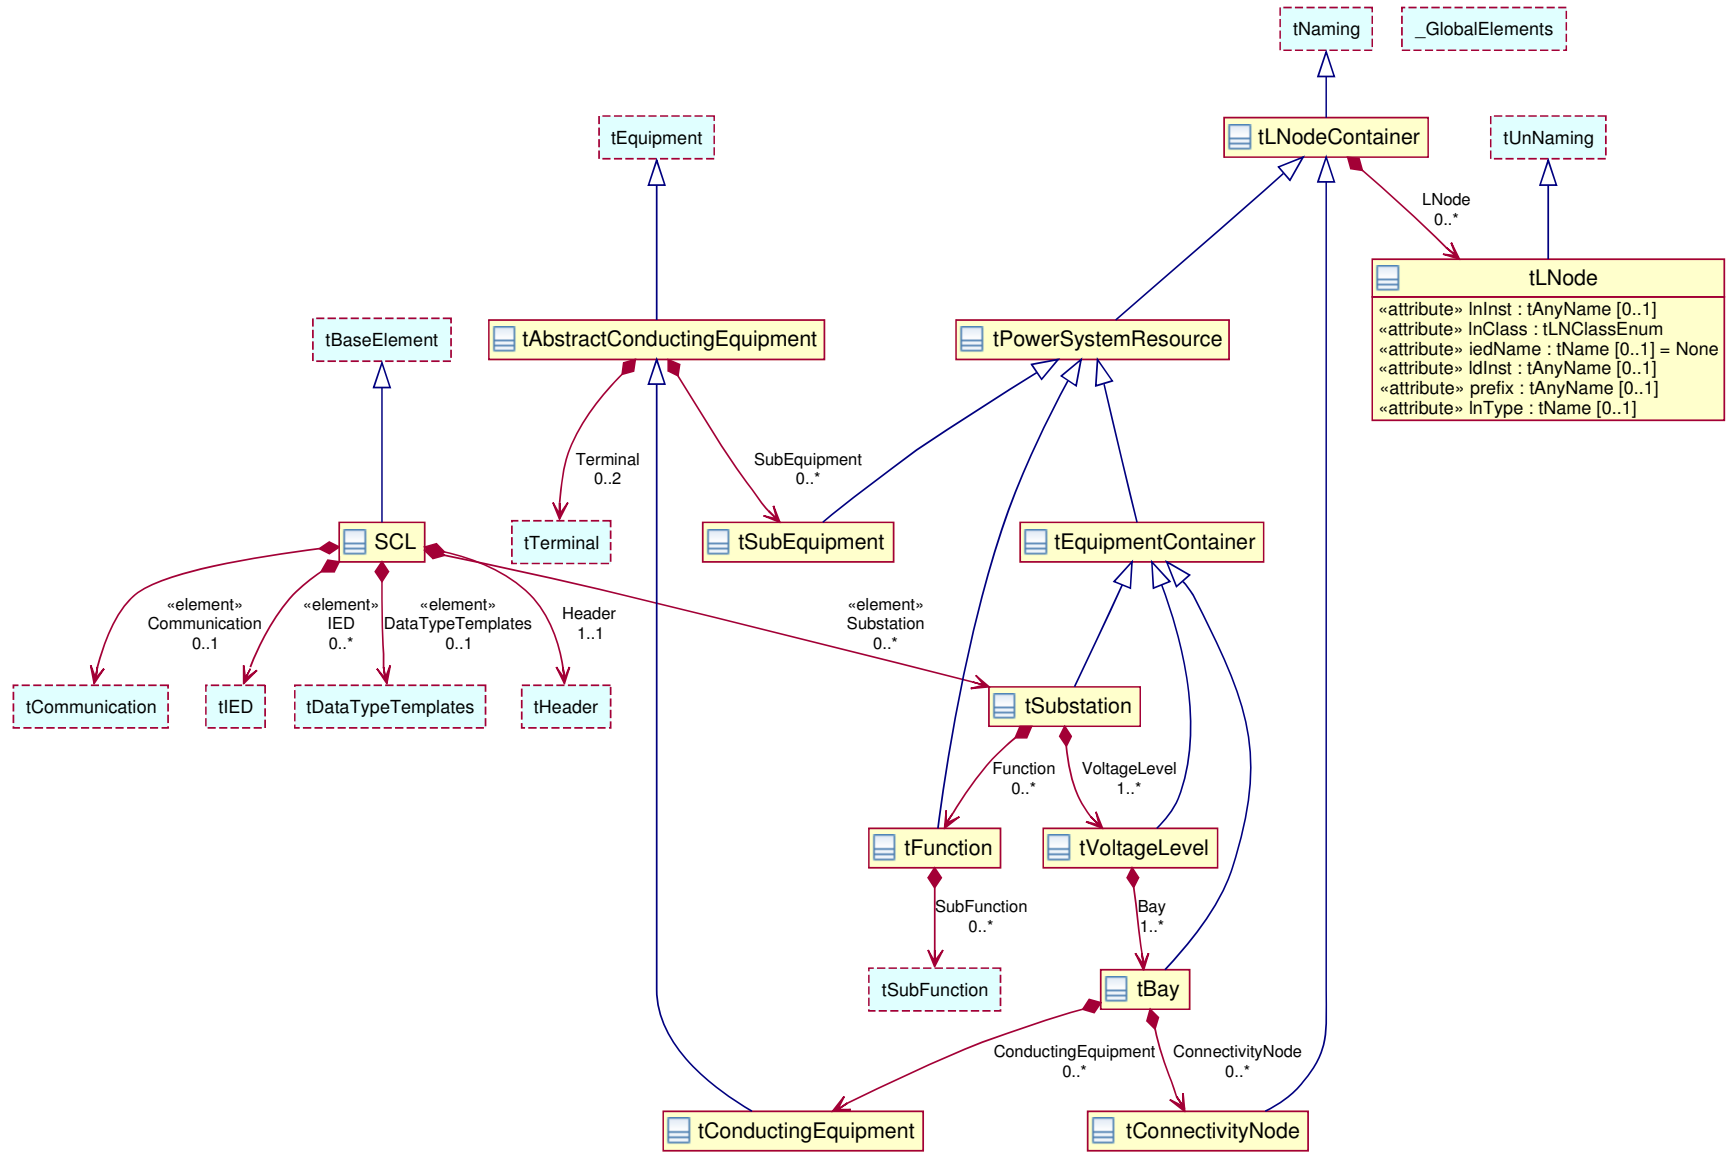 tNaming
_GlobalElements
tEquipment
tLNodeContainer
tUnNaming
LNode
0..*
tLNode
«attribute» lnInst : tAnyName [0..1]
«attribute» lnClass : tLNClassEnum
«attribute» iedName : tName [0..1] = None
«attribute» ldInst : tAnyName [0..1]
«attribute» prefix : tAnyName [0..1]
«attribute» lnType : tName [0..1]
tBaseElement
tAbstractConductingEquipment
tPowerSystemResource
Terminal
0..2
SubEquipment
0..*
SCL
tTerminal
tSubEquipment
tEquipmentContainer
«element»
Communication
0..1
«element»
IED
0..*
«element»
DataTypeTemplates
0..1
Header
1..1
«element»
Substation
0..*
tCommunication
tIED
tDataTypeTemplates
tHeader
tSubstation
Function
0..*
VoltageLevel
1..*
tFunction
tVoltageLevel
SubFunction
0..*
Bay
1..*
tSubFunction
tBay
ConductingEquipment
0..*
ConnectivityNode
0..*
tConductingEquipment
tConnectivityNode